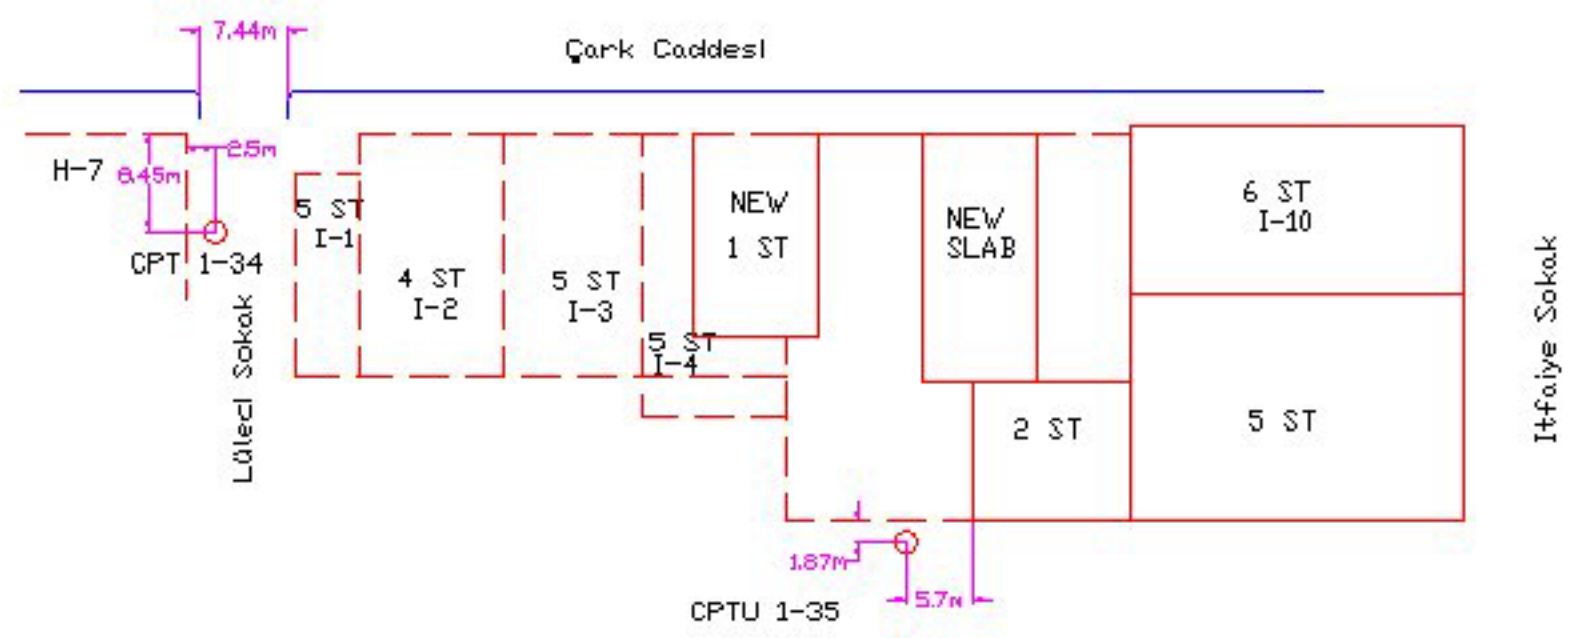 7.44m
Çark Caddesi
H-7
2.5m
8.45m
CPT 1-34
Lüleci Sokak
5 ST
I-1
4 ST
I-2
5 ST
I-3
5 ST
I-4
NEW
1 ST
NEW
SLAB
2 ST
6 ST
I-10
5 ST
Itfaiye Sokak
1.87m
5.7m
CPTU 1-35